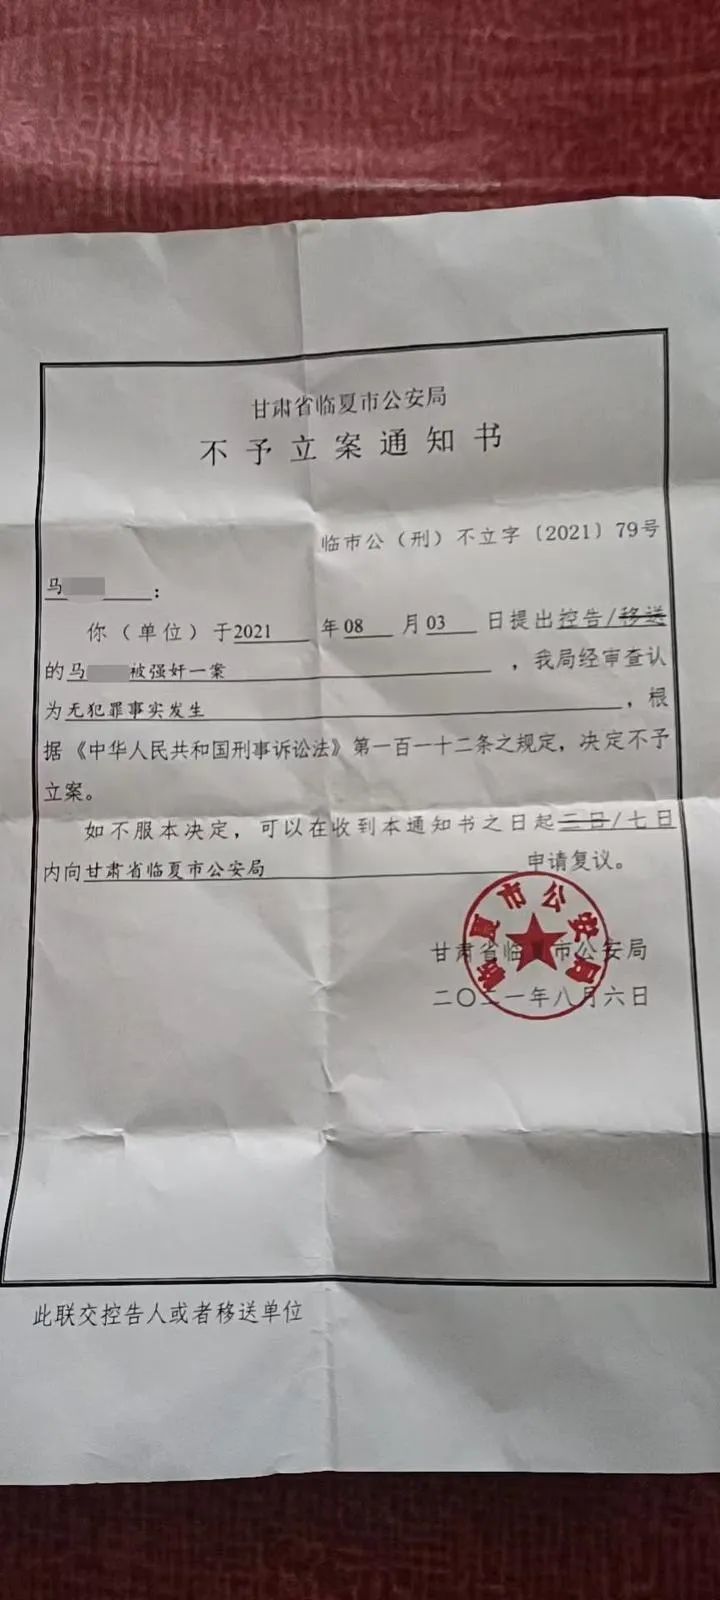 甘肃省临夏市公安局
不予立案通知书
临市公（刑）不立字〔2021〕79号
马　　：
你（单位）于2021年08月03日提出控告/移送
的马　　被强奸一案，我局经审查认
为无犯罪事实发生，根
据《中华人民共和国刑事诉讼法》第一百一十二条之规定，决定不予
立案。
如不服本决定，可以在收到本通知书之日起三日/七日
内向甘肃省临夏市公安局申请复议。
临夏市公安局
甘肃省临夏市公安局
二〇二一年八月六日
此联交控告人或者移送单位